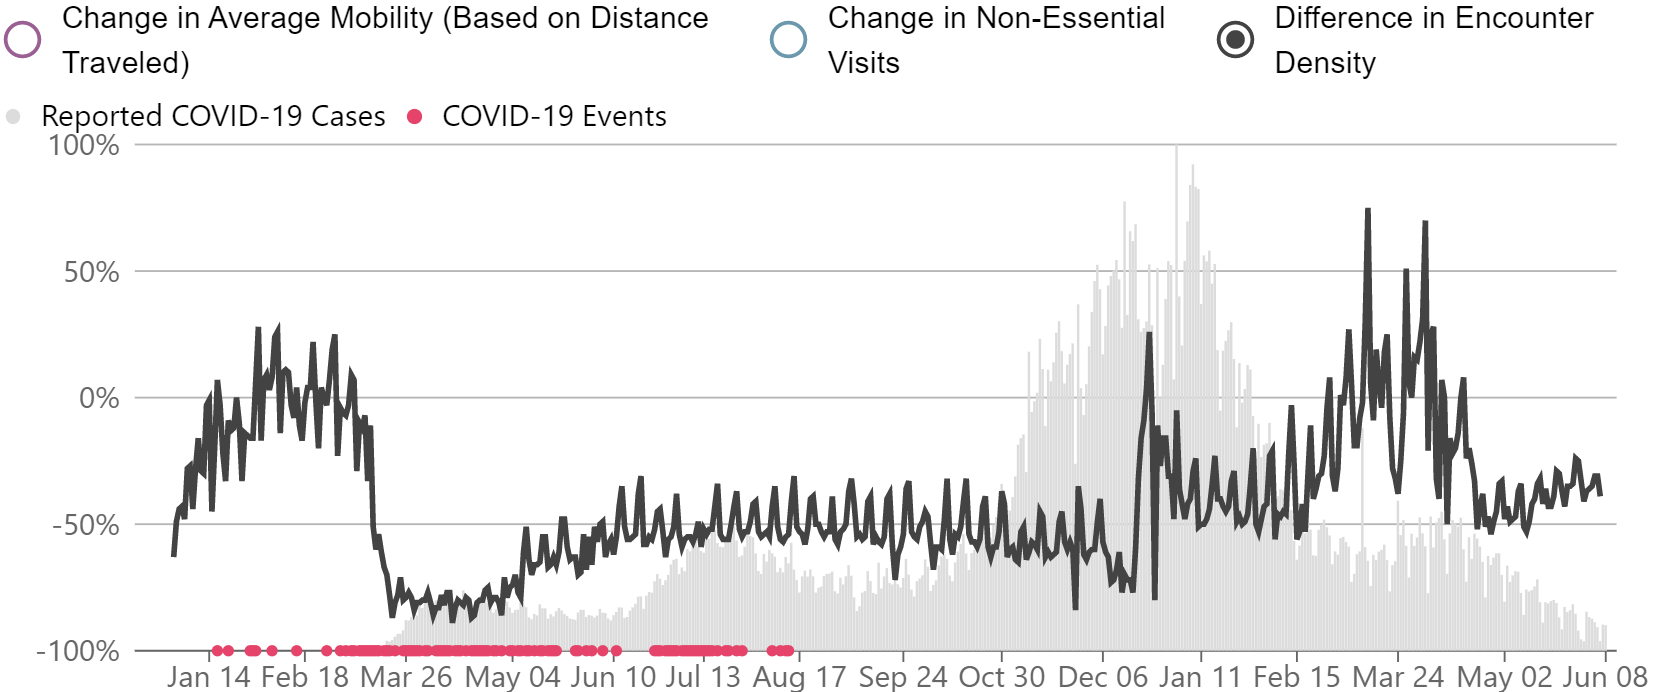 Change in Average Mobility (Based on Distance Traveled)
Change in Non-Essential Visits
Difference in Encounter Density
Reported COVID-19 Cases
COVID-19 Events
100%
50%
0%
-50%
-100%
Jan 14 Feb 18 Mar 26 May 04 Jun 10 Jul 13 Aug 17 Sep 24 Oct 30 Dec 06 Jan 11 Feb 15 Mar 24 May 02 Jun 08